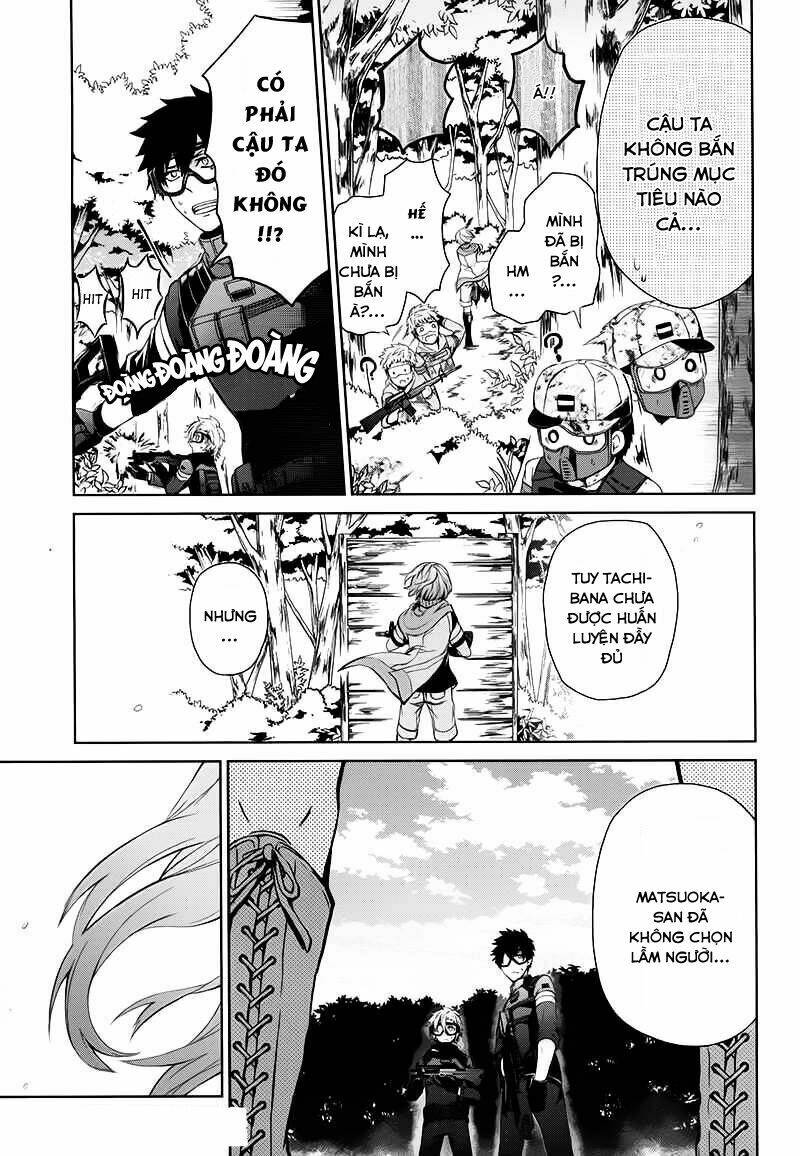 CÂU TA
KHÔNG BẮN
TRÚNG MỤC
TIÊU NÀO
CẢ...
Á!!
MÌNH
ĐÃ BỊ
BẮN
?...
HM
...
HẾ
...
KÌ LẠ,
MÌNH
CHƯA BỊ
BẮN
À?...
?
?
CÓ
PHẢI
CẬU TA
ĐÓ
KHÔNG
!!?
HIT
HIT
ĐOÀNG ĐOÀNG ĐOÀNG
TUY TACHI-
BANA CHƯA
ĐƯỢC HUẤN
LUYỆN ĐẦY
ĐỦ
NHƯNG
...
MATSUOKA-
SAN ĐÃ
KHÔNG CHỌN
LẦM NGƯỜI...